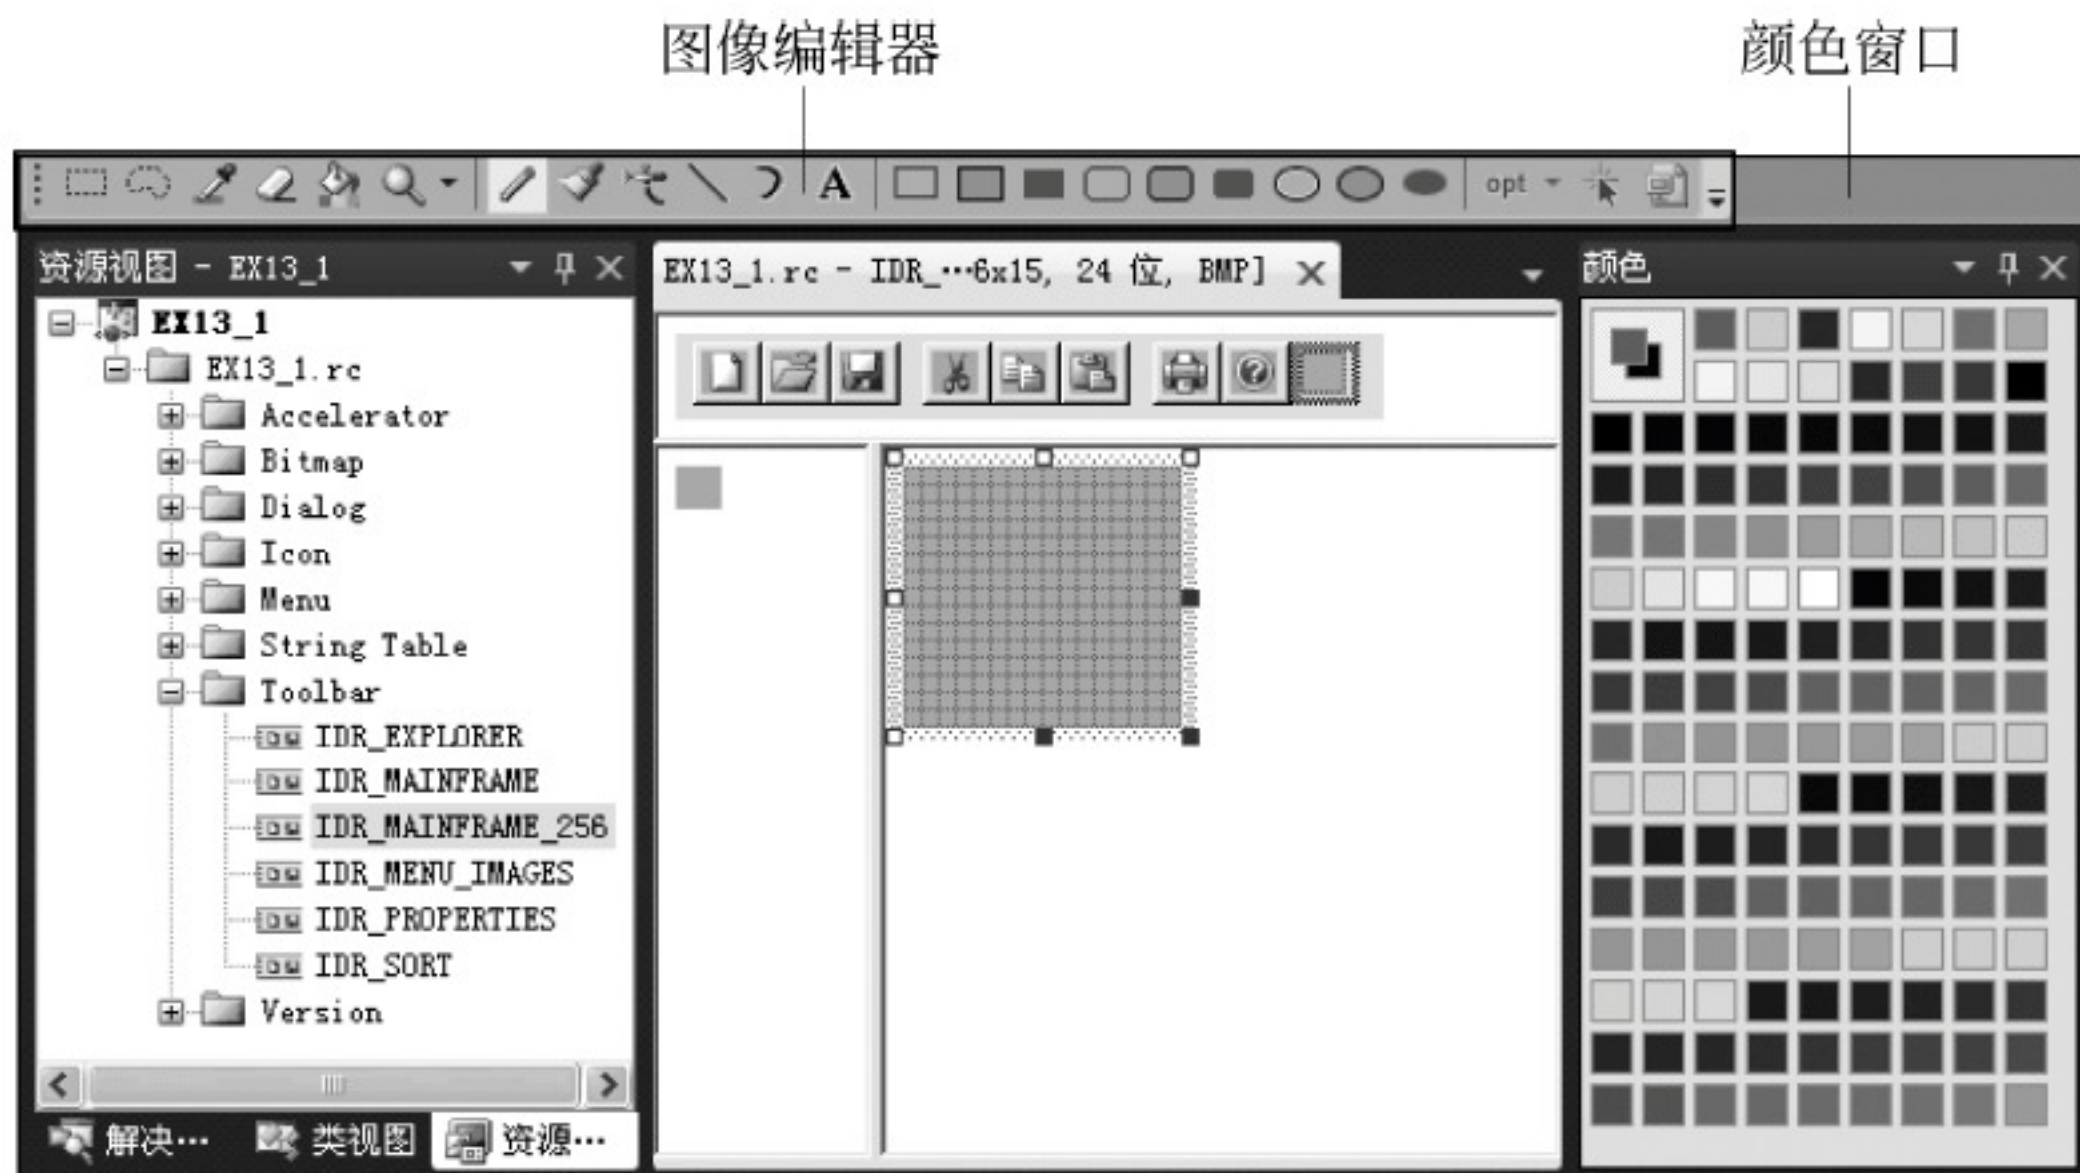 图像编辑器
颜色窗口
A
opt
资源视图 - EX13_1
EX13_1.rc - IDR_…6x15, 24 位, BMP]
颜色
EX13_1
EX13_1.rc
Accelerator
Bitmap
Dialog
Icon
Menu
String Table
Toolbar
IDR_EXPLORER
IDR_MAINFRAME
IDR_MAINFRAME_256
IDR_MENU_IMAGES
IDR_PROPERTIES
IDR_SORT
Version
解决…
类视图
资源…